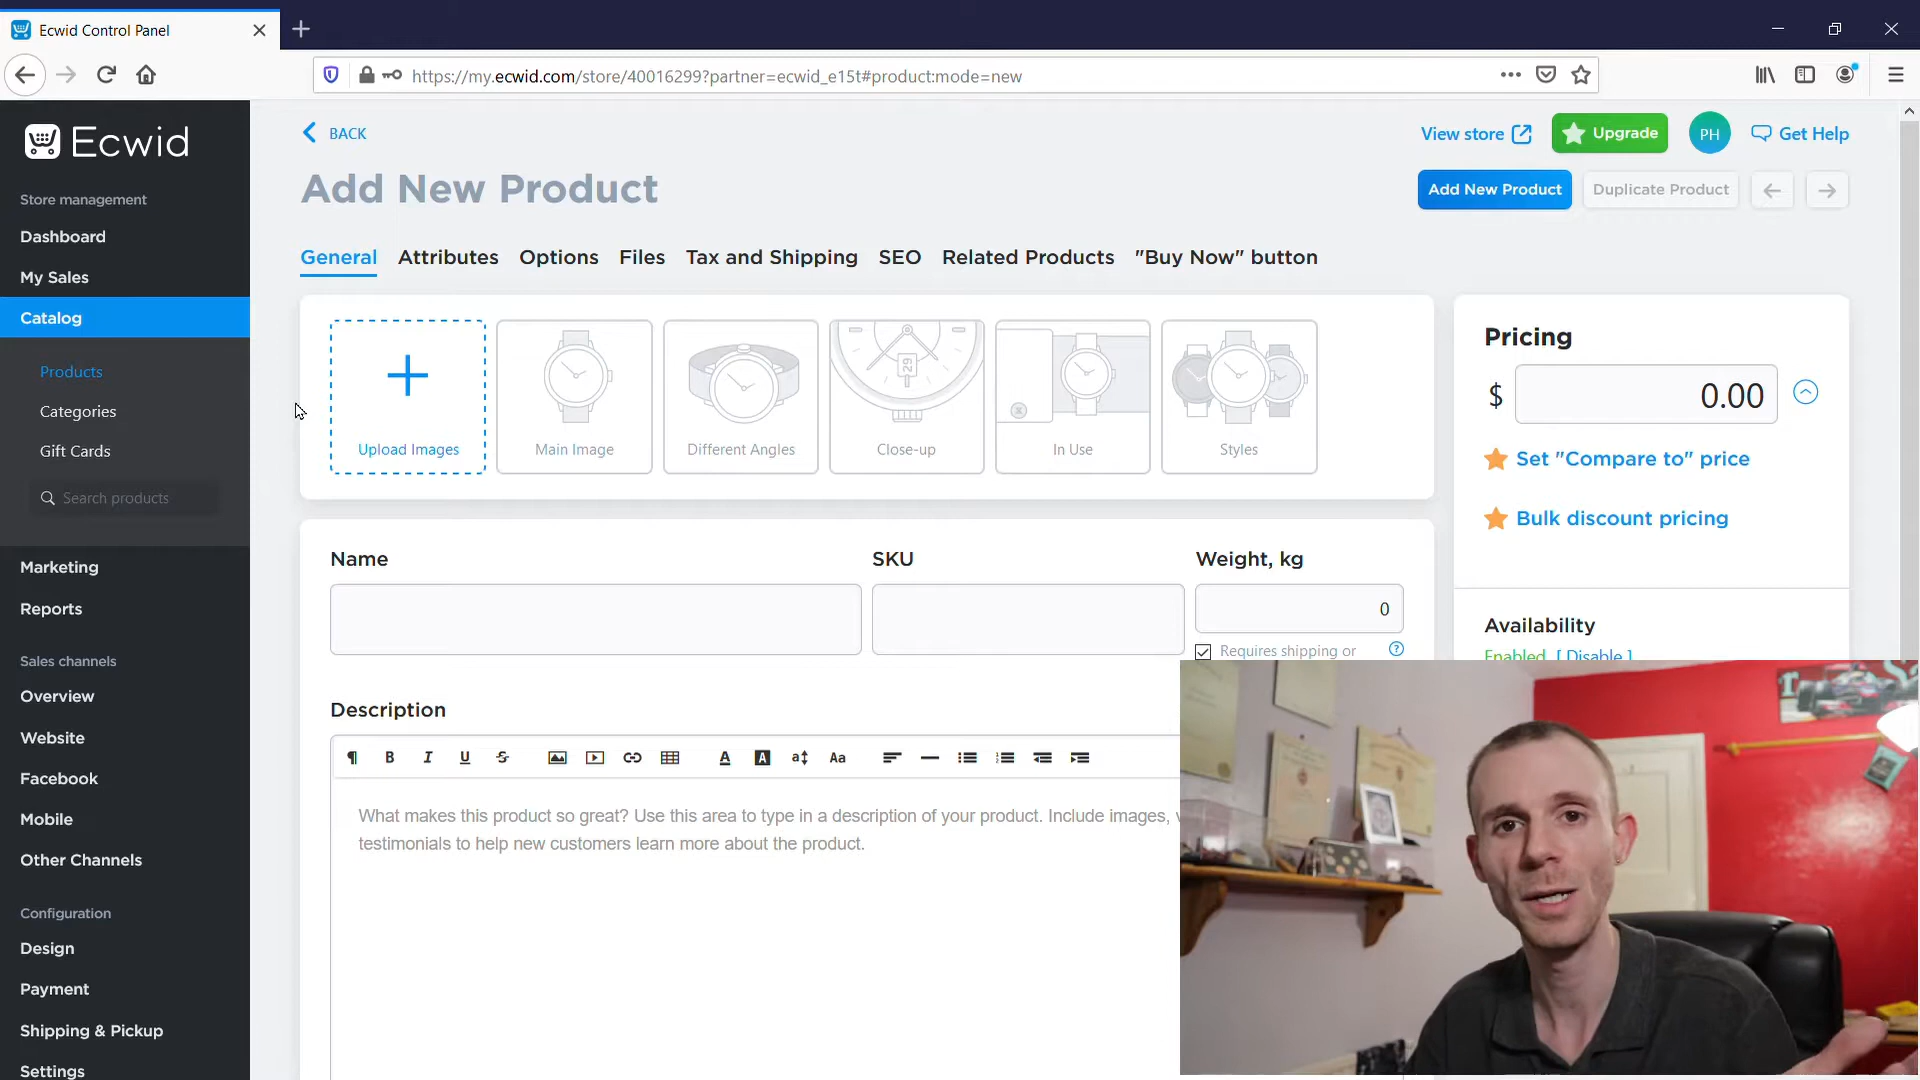 Ecwid Control Panel
https://my.ecwid.com/store/40016299?partner=ecwid_e15t#product:mode=new
Ecwid
BACK
View store
Upgrade
PH
Get Help
Add New Product
Add New Product
Duplicate Product
Store management
Dashboard
My Sales
Catalog
Products
Categories
Gift Cards
Search products
Marketing
Reports
Sales channels
Overview
Website
Facebook
Mobile
Other Channels
Configuration
Design
Payment
Shipping & Pickup
Settings
General Attributes Options Files Tax and Shipping SEO Related Products "Buy Now" button
Upload Images
Main Image
Different Angles
29
Close-up
In Use
Styles
Pricing
$ 0.00
Set "Compare to" price
Bulk discount pricing
Name
SKU
Weight, kg
0
Requires shipping or
Availability
Enabled [ Disable ]
Description
B I U S A A Aa
What makes this product so great? Use this area to type in a description of your product. Include images,
testimonials to help new customers learn more about the product.